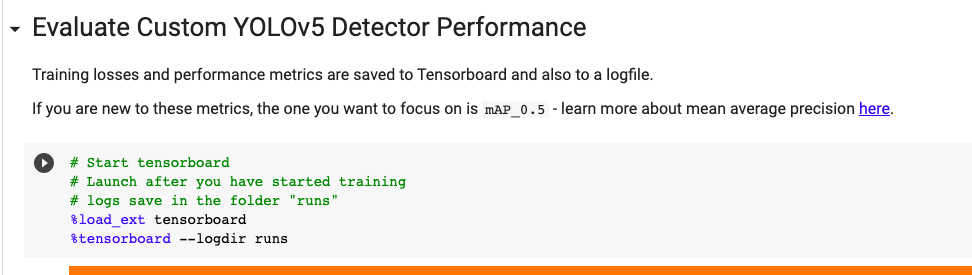 Evaluate Custom YOLOv5 Detector Performance
Training losses and performance metrics are saved to Tensorboard and also to a logfile.
If you are new to these metrics, the one you want to focus on is mAP_0.5 - learn more about mean average precision here.
# Start tensorboard
# Launch after you have started training
# logs save in the folder "runs"
%load_ext tensorboard
%tensorboard --logdir runs